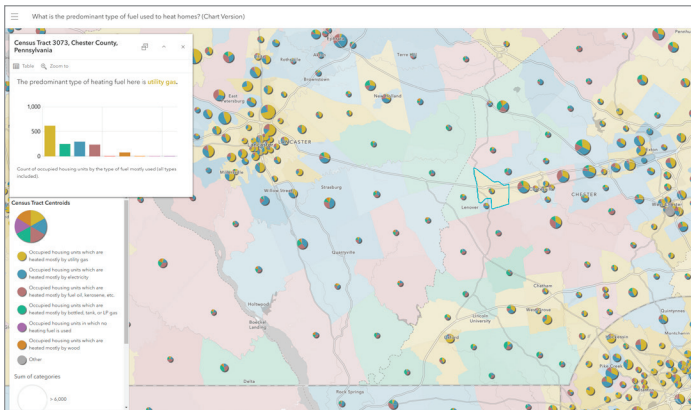 What is the predominant type of fuel used to heat homes? (Chart Version)
Census Tract 3073, Chester County,
Pennsylvania
Table
Zoom to
The predominant type of heating fuel here is utility gas.
1,000
500
0
Count of occupied housing units by the type of fuel mostly used (all types
included).
Census Tract Centroids
Occupied housing units which are
heated mostly by utility gas
Occupied housing units which are
heated mostly by electricity
Occupied housing units which are
heated mostly by fuel oil, kerosene, etc.
Occupied housing units which are
heated mostly by bottled, tank, or LP gas
Occupied housing units in which no
heating fuel is used
Occupied housing units which are
heated mostly by wood
Other
Sum of categories
> 6,000
Ephrata
Terre Hill
Rothsville
Brownstown
New Holland
East
Petersburg
LANCASTER
Millersville
Willow Street
Strasburg
Lenover
CHESTER
Quarryville
Chatham
Holtwood
Bucktail
Landing
Lincoln
University
West Grove
Oxford
Delta
Rock Springs